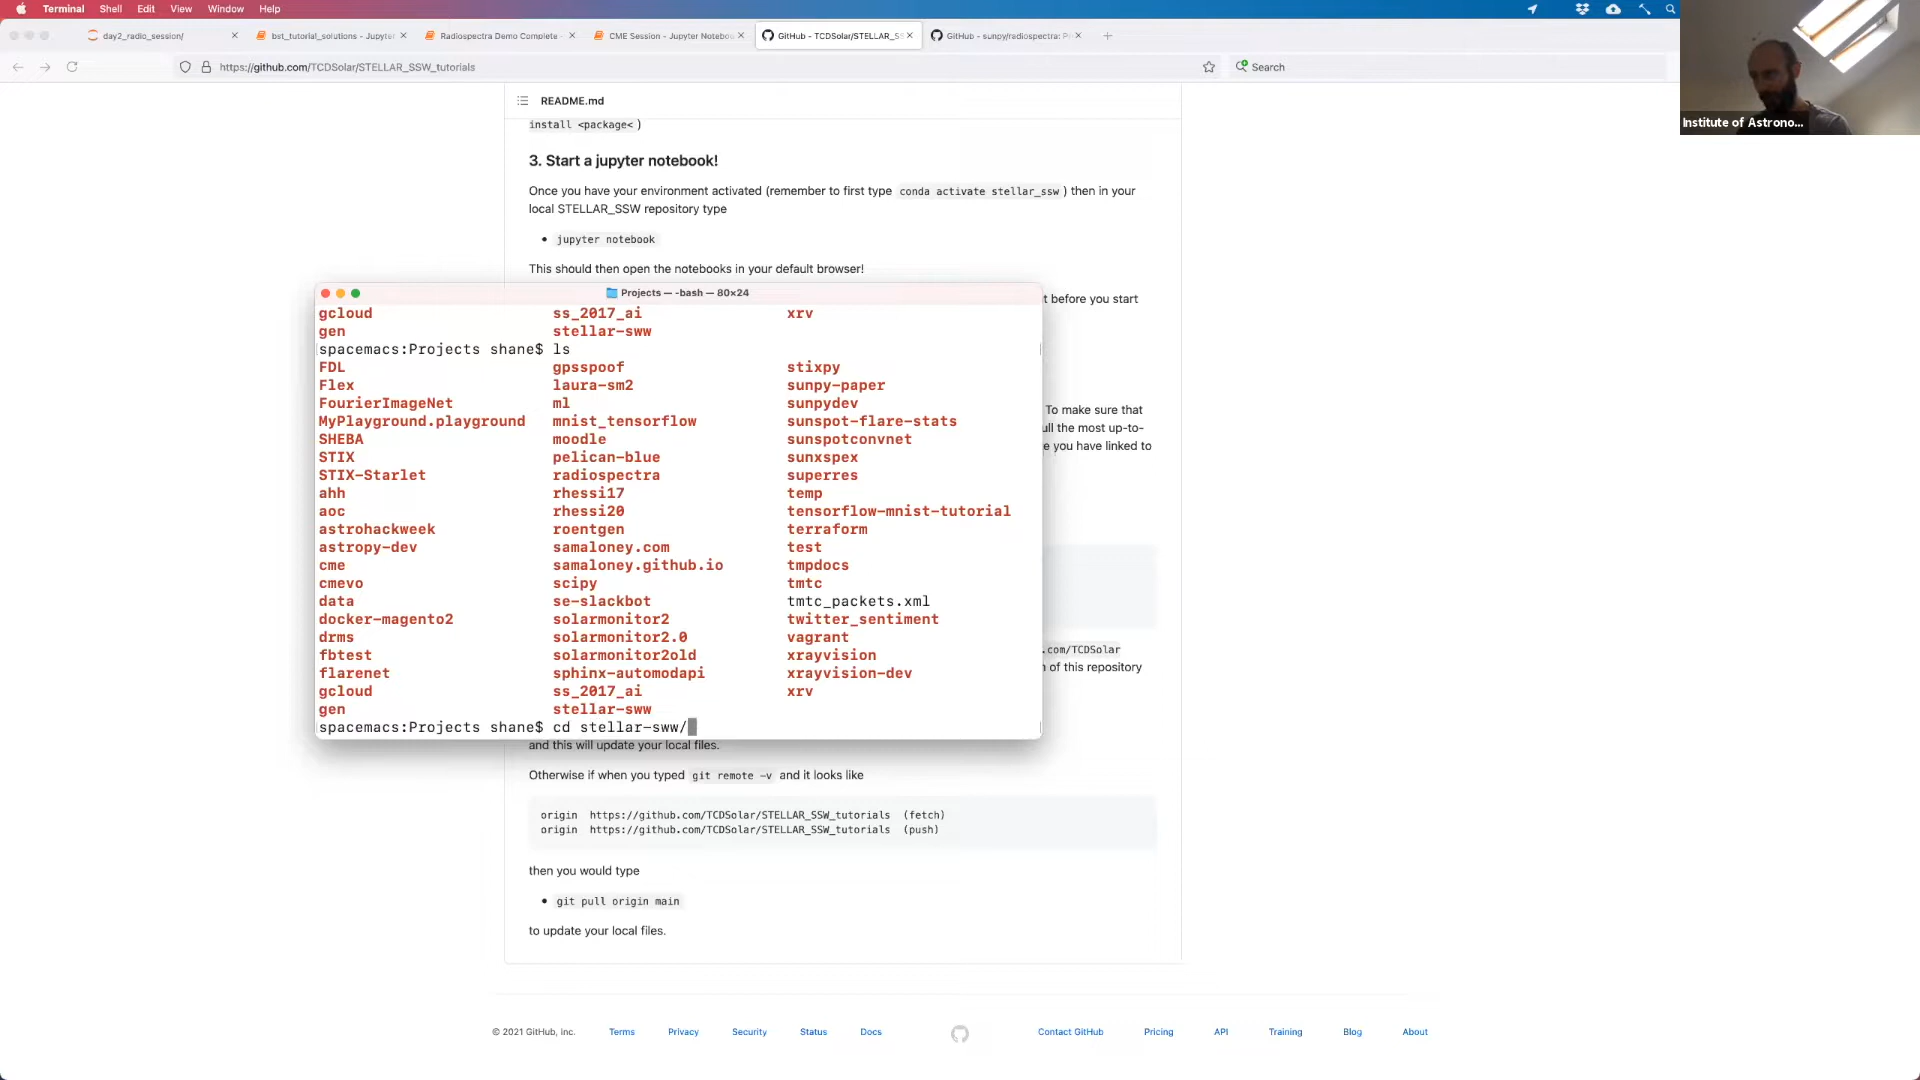 Terminal Shell Edit View Window Help
day2_radio_session/
bst_tutorial_solutions - Jupyter
Radiospectra Demo Complete -
CME Session - Jupyter Notebo
GitHub - TCDSolar/STELLAR_S
GitHub - sunpy/radiospectra: P
https://github.com/TCDSolar/STELLAR_SSW_tutorials
Search
Institute of Astrono...
README.md
install <package< )
3. Start a jupyter notebook!
Once you have your environment activated (remember to first type conda activate stellar_ssw ) then in your
local STELLAR_SSW repository type
jupyter notebook
This should then open the notebooks in your default browser!
t before you start
To make sure that
ull the most up-to-
e you have linked to
.com/TCDSolar
n of this repository
Projects — -bash — 80×24
gcloud ss_2017_ai xrv
gen stellar-sww
spacemacs:Projects shane$ ls
FDL gpsspoof stixpy
Flex laura-sm2 sunpy-paper
FourierImageNet ml sunpydev
MyPlayground.playground mnist_tensorflow sunspot-flare-stats
SHEBA moodle sunspotconvnet
STIX pelican-blue sunxspex
STIX-Starlet radiospectra superres
ahh rhessi17 temp
aoc rhessi20 tensorflow-mnist-tutorial
astrohackweek roentgen terraform
astropy-dev samaloney.com test
cme samaloney.github.io tmpdocs
cmevo scipy tmtc
data se-slackbot tmtc_packets.xml
docker-magento2 solarmonitor2 twitter_sentiment
drms solarmonitor2.0 vagrant
fbtest solarmonitor2old xrayvision
flarenet sphinx-automodapi xrayvision-dev
gcloud ss_2017_ai xrv
gen stellar-sww
spacemacs:Projects shane$ cd stellar-sww/
and this will update your local files.
Otherwise if when you typed git remote -v and it looks like
origin https://github.com/TCDSolar/STELLAR_SSW_tutorials (fetch)
origin https://github.com/TCDSolar/STELLAR_SSW_tutorials (push)
then you would type
git pull origin main
to update your local files.
© 2021 GitHub, Inc. Terms Privacy Security Status Docs Contact GitHub Pricing API Training Blog About